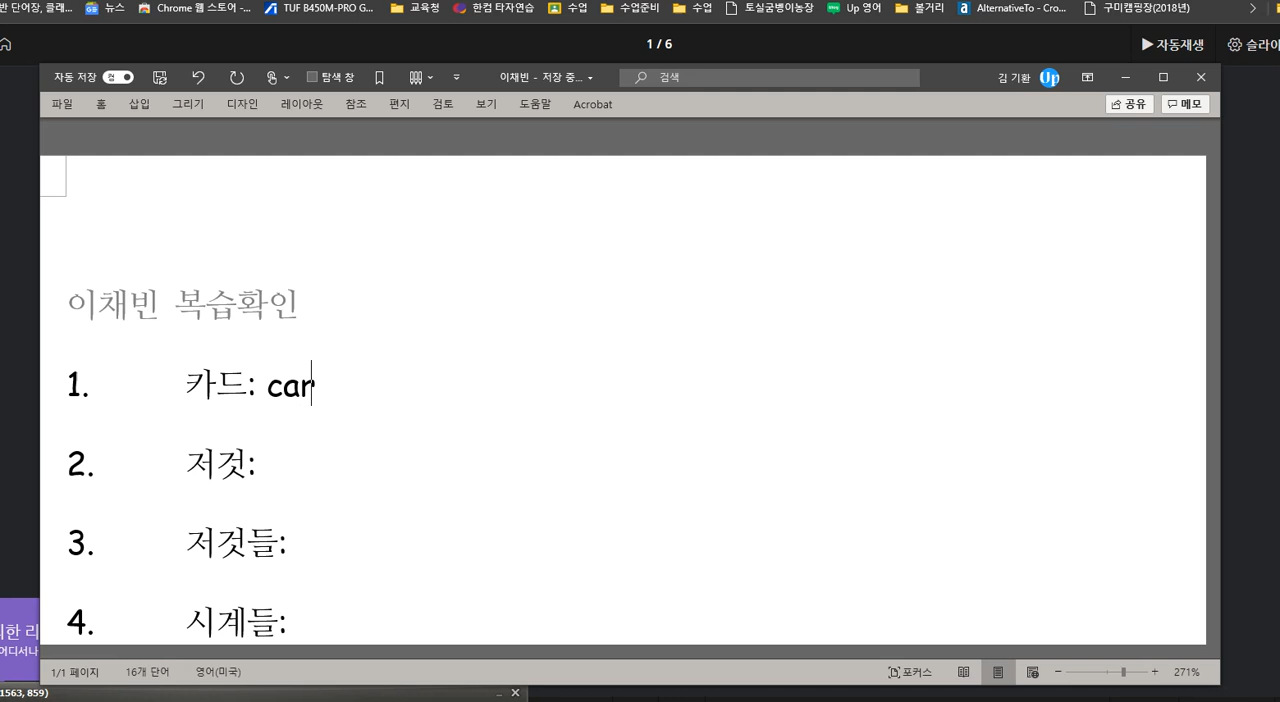 반 단어장, 클래... 뉴스 Chrome 웹 스토어 -... TUF B450M-PRO G... 교육청 한컴 타자연습 수업 수업준비 수업 토실굼벵이농장 Up 영어 볼거리 AlternativeTo - Cro... 구미캠핑장(2018년)
1 / 6 자동재생 슬라이
자동 저장 컴 탐색 창 이채빈 - 저장 중... 검색 김 기환 Up
파일 홈 삽입 그리기 디자인 레이아웃 참조 편지 검토 보기 도움말 Acrobat 공유 메모
이채빈 복습확인
1. 카드: car
2. 저것:
3. 저것들:
4. 시계들:
한 리
어디서나
1/1 페이지 16개 단어 영어(미국) 포커스 271%
1563, 859)